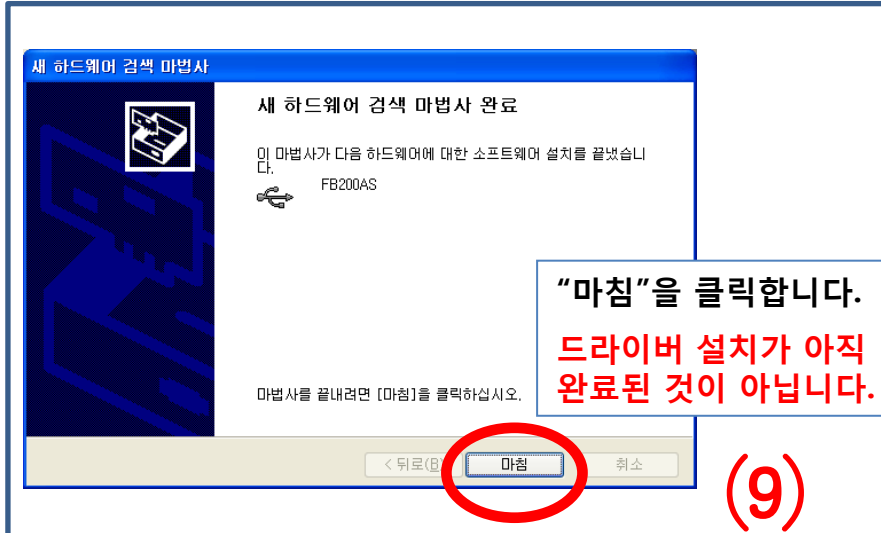 새 하드웨어 검색 마법사
새 하드웨어 검색 마법사 완료
이 마법사가 다음 하드웨어에 대한 소프트웨어 설치를 끝냈습니
다.
FB200AS
“마침”을 클릭합니다.
드라이버 설치가 아직
완료된 것이 아닙니다.
마법사를 끝내려면 [마침]을 클릭하십시오.
< 뒤로(B)
마침
취소
(9)